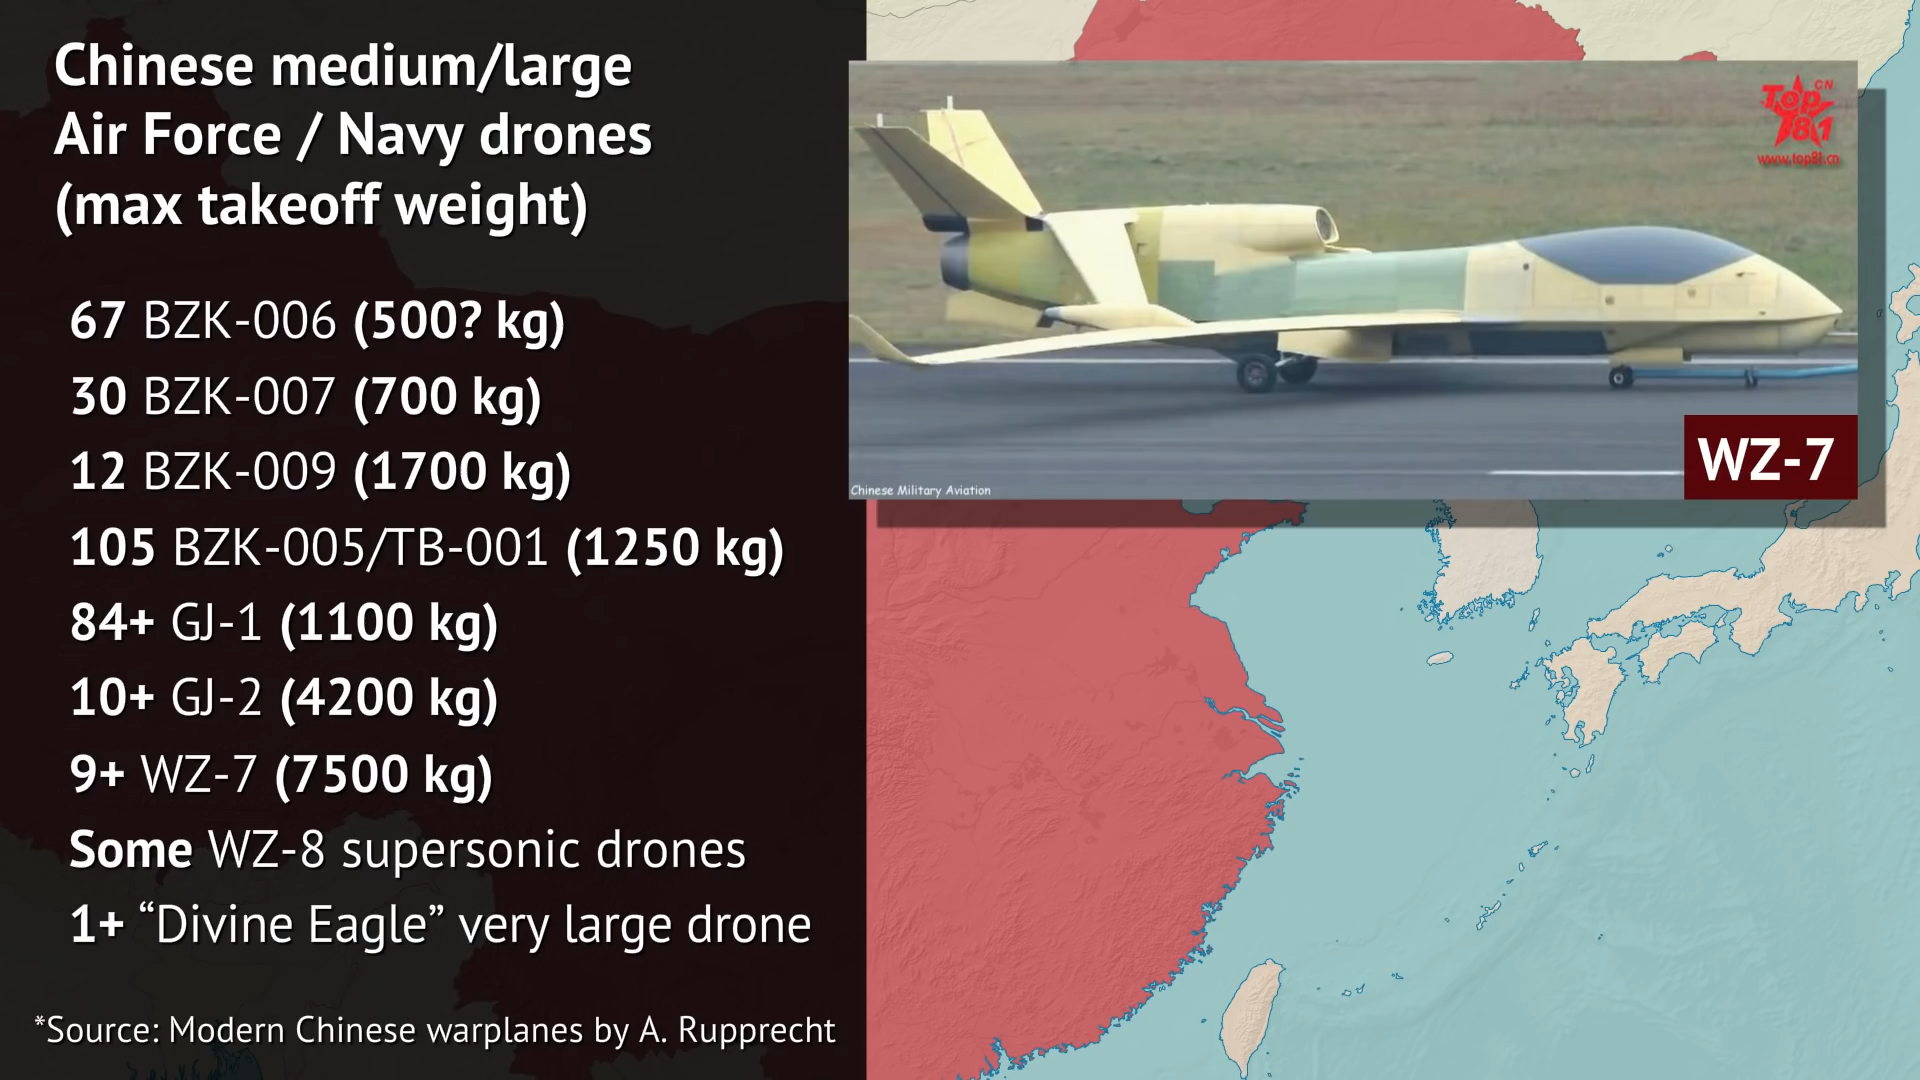 Chinese medium/large
Air Force / Navy drones
(max takeoff weight)
67 BZK-006 (500? kg)
30 BZK-007 (700 kg)
12 BZK-009 (1700 kg)
105 BZK-005/TB-001 (1250 kg)
84+ GJ-1 (1100 kg)
10+ GJ-2 (4200 kg)
9+ WZ-7 (7500 kg)
Some WZ-8 supersonic drones
1+ “Divine Eagle” very large drone
*Source: Modern Chinese warplanes by A. Rupprecht
CN
Top
81
www.top81.cn
WZ-7
Chinese Military Aviation